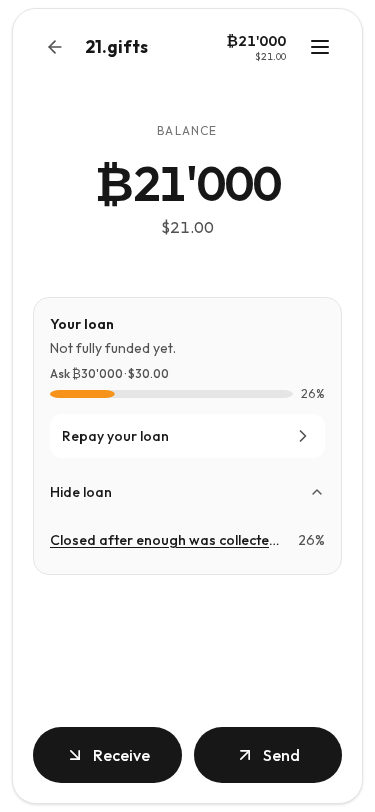 21.gifts
₿21'000
$21.00
BALANCE
₿21'000
$21.00
Your loan
Not fully funded yet.
Ask ₿30'000 · $30.00
26%
Repay your loan
Hide loan
Closed after enough was collecte... 26%
Receive
Send